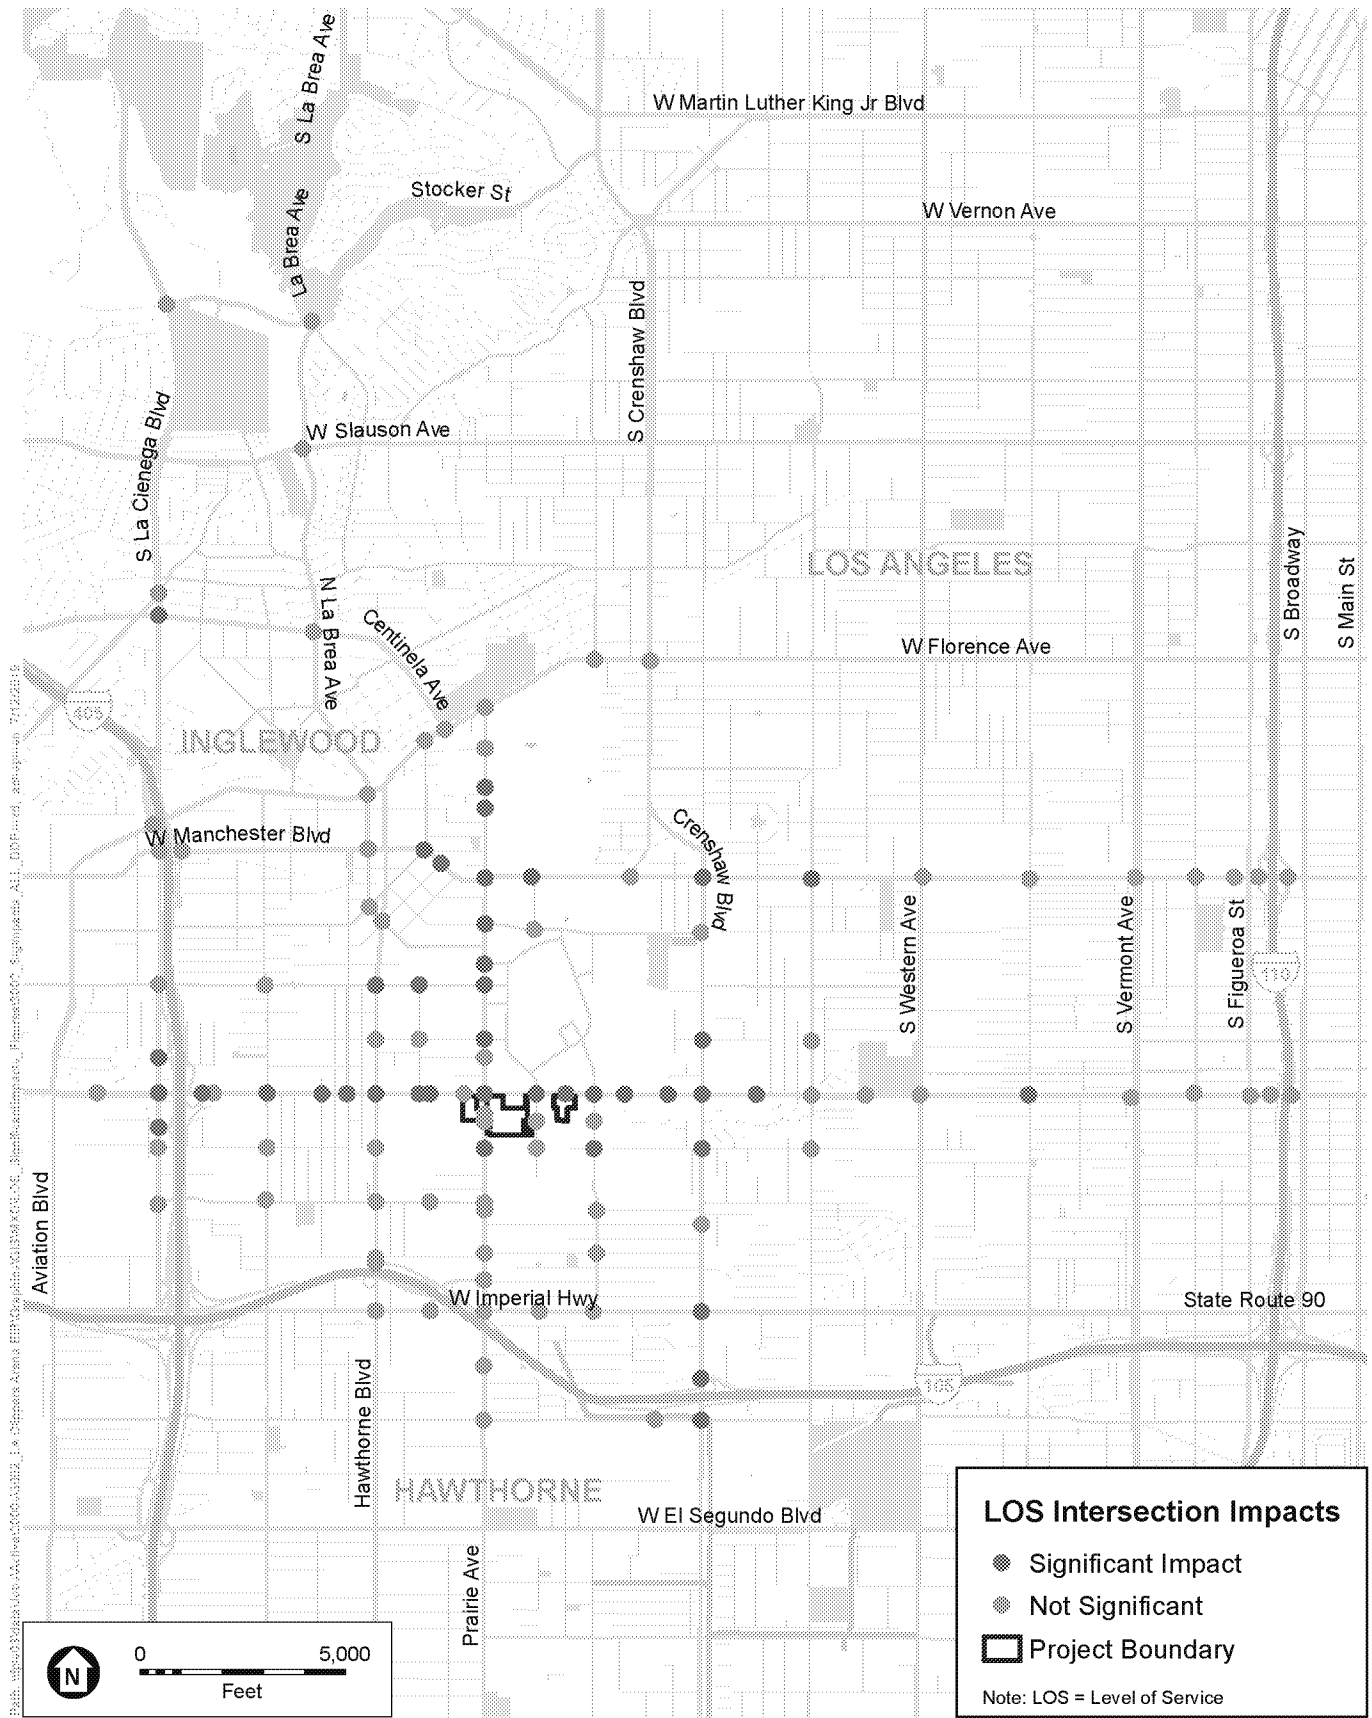 S La Brea Ave
W Martin Luther King Jr Blvd
Stocker St
W Vernon Ave
La Brea Ave
S Crenshaw Blvd
S La Cienega Blvd
W Slauson Ave
LOS ANGELES
S Broadway
S Main St
N La Brea Ave
Centinela Ave
W Florence Ave
405
INGLEWOOD
W Manchester Blvd
Crenshaw Blvd
S Western Ave
S Vermont Ave
S Figueroa St
110
Aviation Blvd
W Imperial Hwy
State Route 90
105
Hawthorne Blvd
HAWTHORNE
W El Segundo Blvd
Prairie Ave
LOS Intersection Impacts
Significant Impact
Not Significant
Project Boundary
Note: LOS = Level of Service
N
0 5,000
Feet